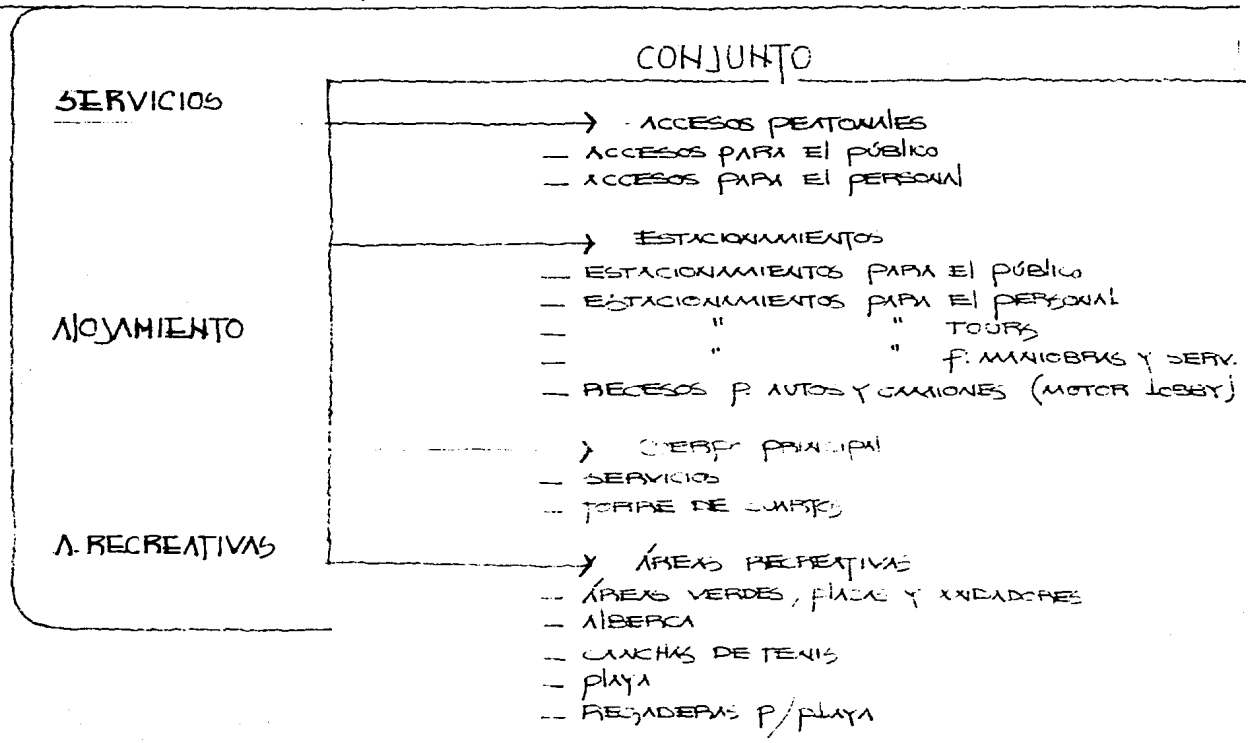 CONJUNTO
SERVICIOS
ACCESOS PEATONALES
— ACCESOS PARA El PÚBlICO
— ACCESOS PARA El PERSONAl
ESTACIONAMIENTOS
— ESTACIONAMIENTOS PARA El PÚBlICO
— ESTACIONAMIENTOS PARA El PERSONAL
AlOJAMIENTO
— " " TOURS
— " " P. MANIOBRAS Y SERV.
— RECESOS P. AUTOS Y CAMIONES (MOTOR LOBBY)
CUERPO PRINCIPAl
— SERVICIOS
— TORRE DE CUARTOS
A. RECREATIVAS
ÁREAS RECREATIVAS
— ÁREAS VERDES, PlAZAS Y ANDADORES
— AlBERCA
— CANCHAS DE TENIS
— PlAYA
— REGADERAS P/PLAYA